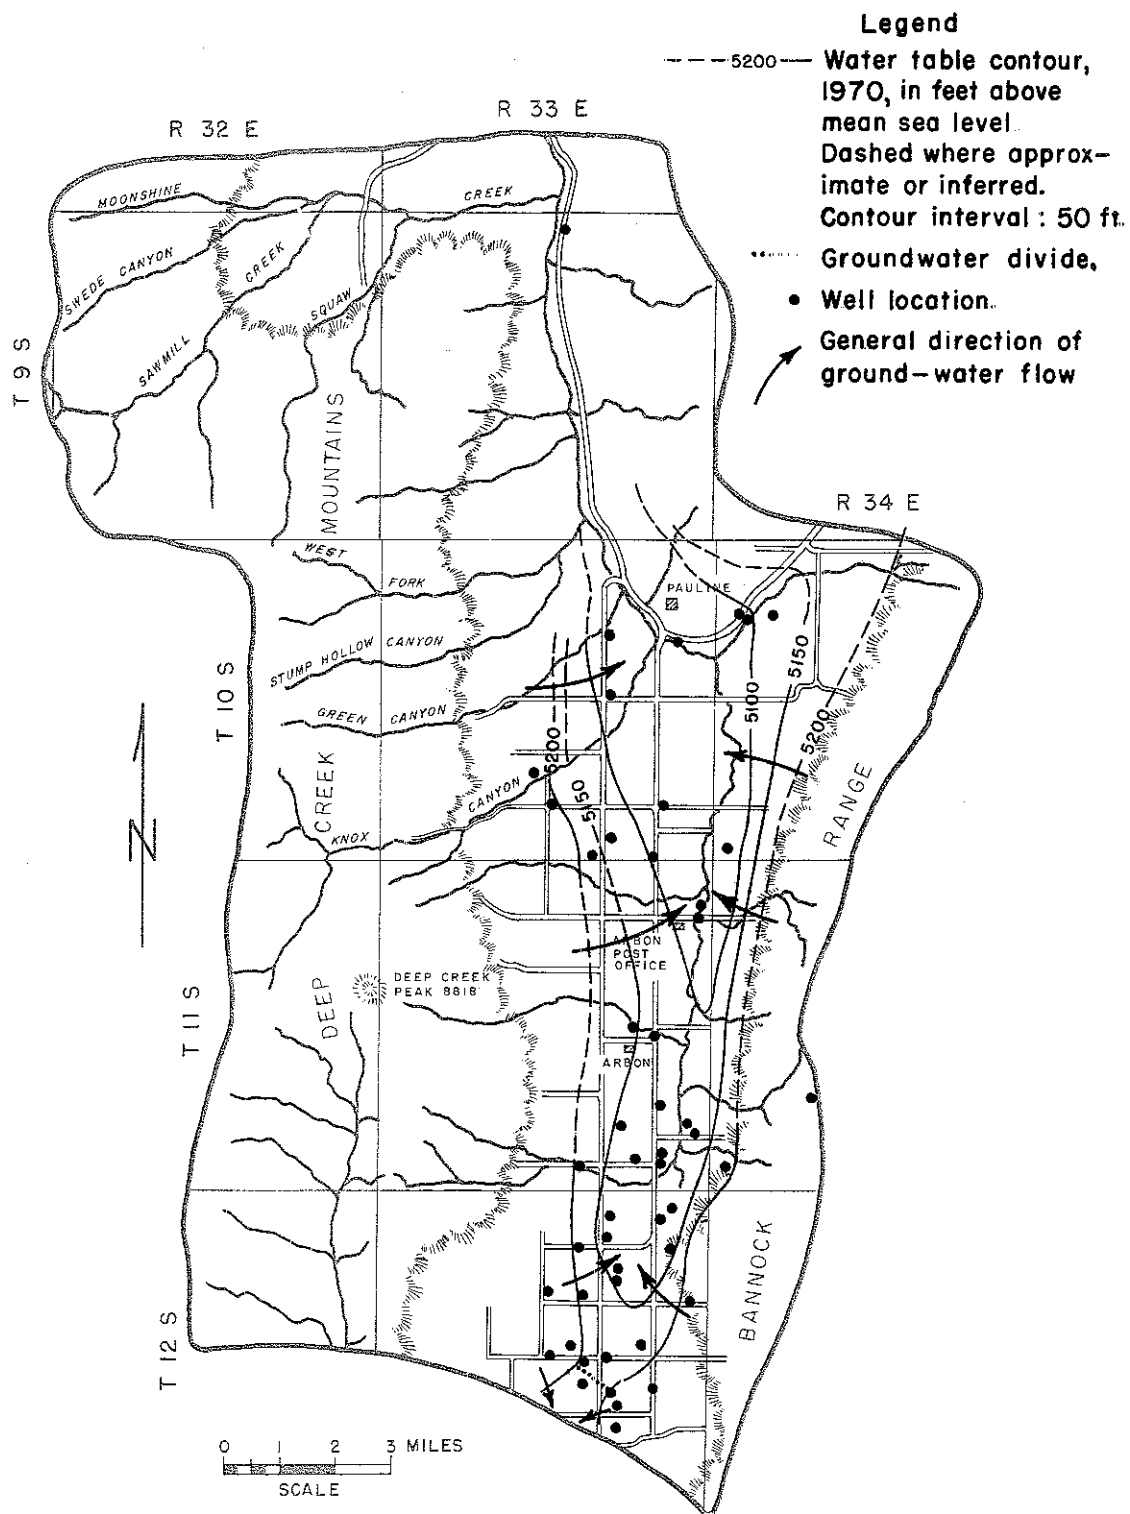 Legend
5200
Water table contour,
1970, in feet above
mean sea level.
Dashed where approx-
imate or inferred.
Contour interval : 50 ft.
Groundwater divide.
Well location.
General direction of
ground-water flow
R 32 E
R 33 E
MOONSHINE
CREEK
SWEDE CANYON
CREEK
SQUAW
SAWMILL
T 9 S
MOUNTAINS
R 34 E
WEST
FORK
PAULINE
STUMP HOLLOW CANYON
5150
T 10 S
GREEN CANYON
5100
5200
5200
CANYON
5150
CREEK
RANGE
KNOX
N
ARBON
POST
OFFICE
DEEP CREEK
PEAK 8818
DEEP
T 11 S
ARBON
BANNOCK
T 12 S
0 1 2 3 MILES
SCALE